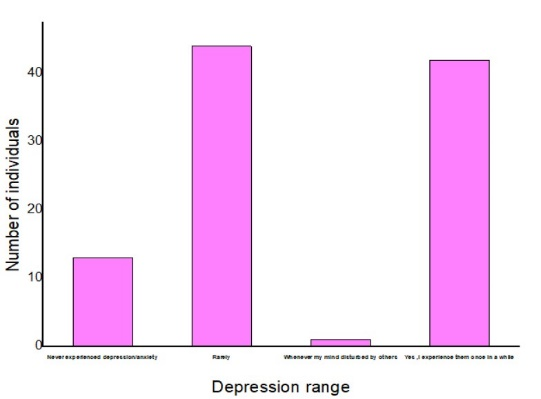 Number of individuals
40
30
20
10
0
Never experienced depression/anxiety
Rarely
Whenever my mind disturbed by others
Yes ,I experience them once in a while
Depression range